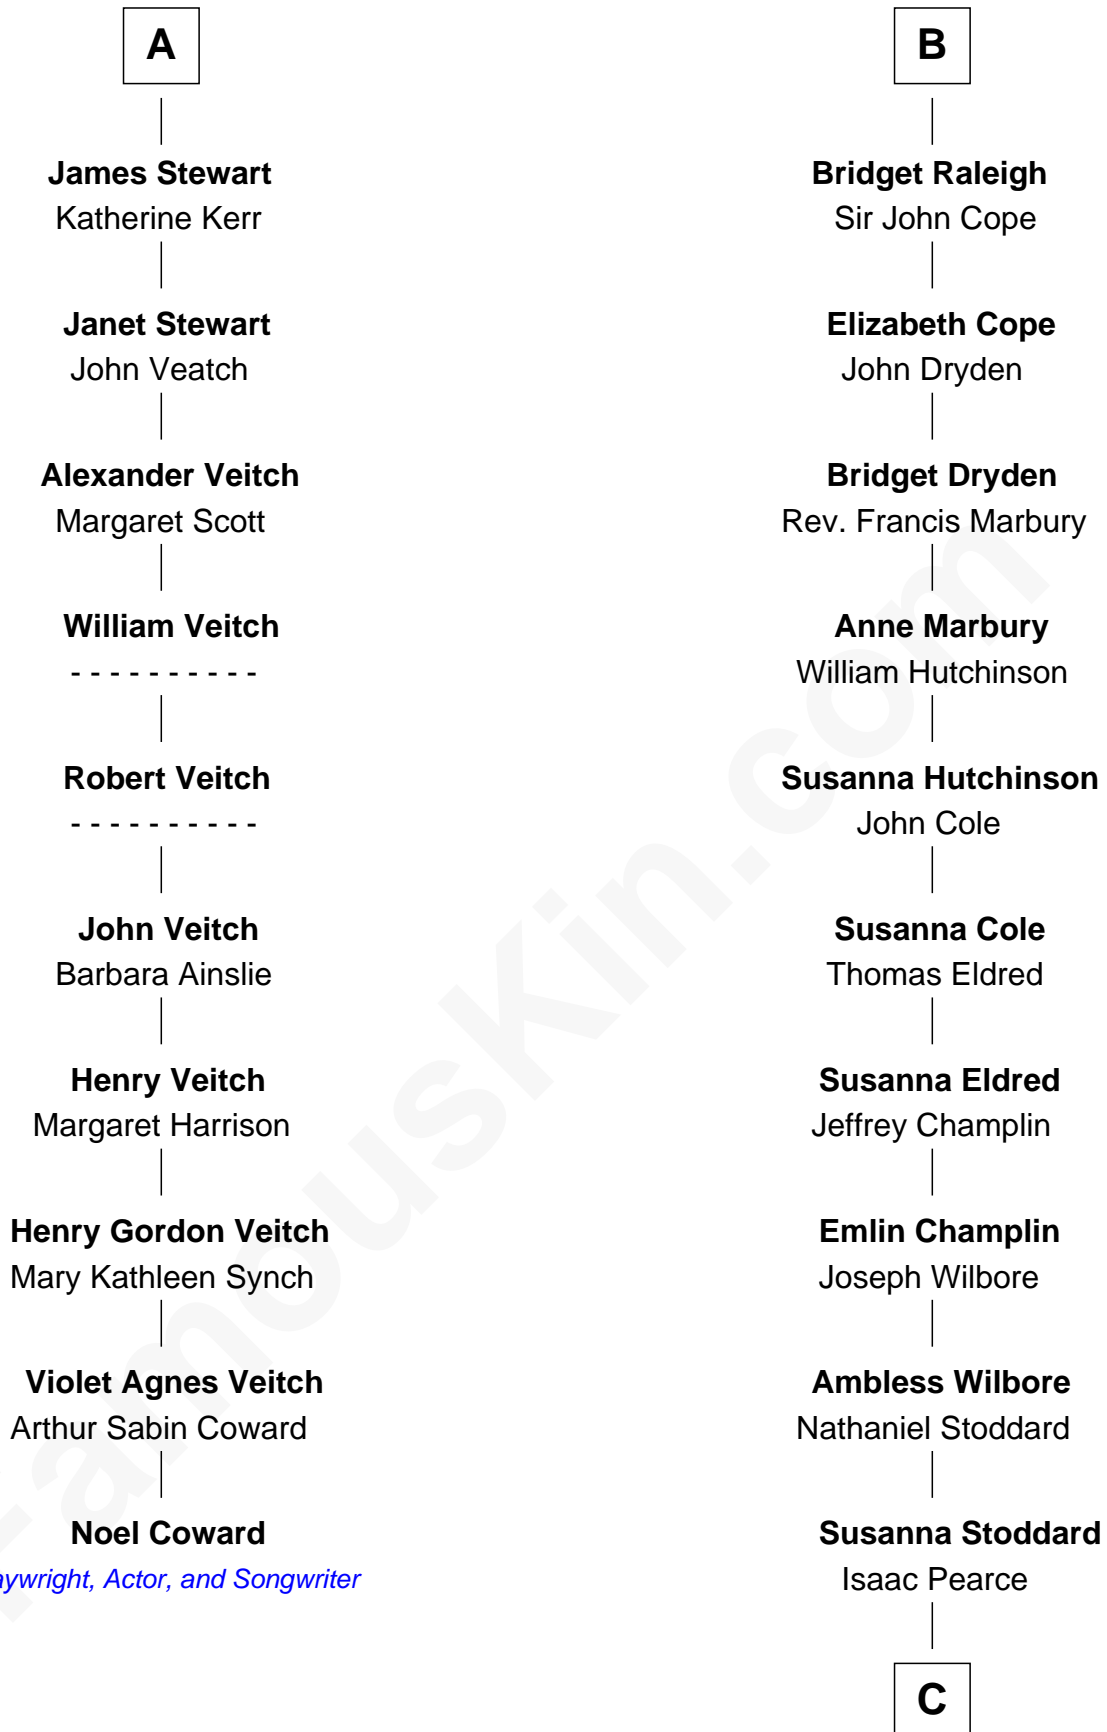 A
James Stewart
Katherine Kerr
Janet Stewart
John Veatch
Alexander Veitch
Margaret Scott
William Veitch
- - - - - - - - - -
Robert Veitch
- - - - - - - - - -
John Veitch
Barbara Ainslie
Henry Veitch
Margaret Harrison
Henry Gordon Veitch
Mary Kathleen Synch
Violet Agnes Veitch
Arthur Sabin Coward
Noel Coward
aywright, Actor, and Songwriter
B
Bridget Raleigh
Sir John Cope
Elizabeth Cope
John Dryden
Bridget Dryden
Rev. Francis Marbury
Anne Marbury
William Hutchinson
Susanna Hutchinson
John Cole
Susanna Cole
Thomas Eldred
Susanna Eldred
Jeffrey Champlin
Emlin Champlin
Joseph Wilbore
Ambless Wilbore
Nathaniel Stoddard
Susanna Stoddard
Isaac Pearce
C
FamousKin.com